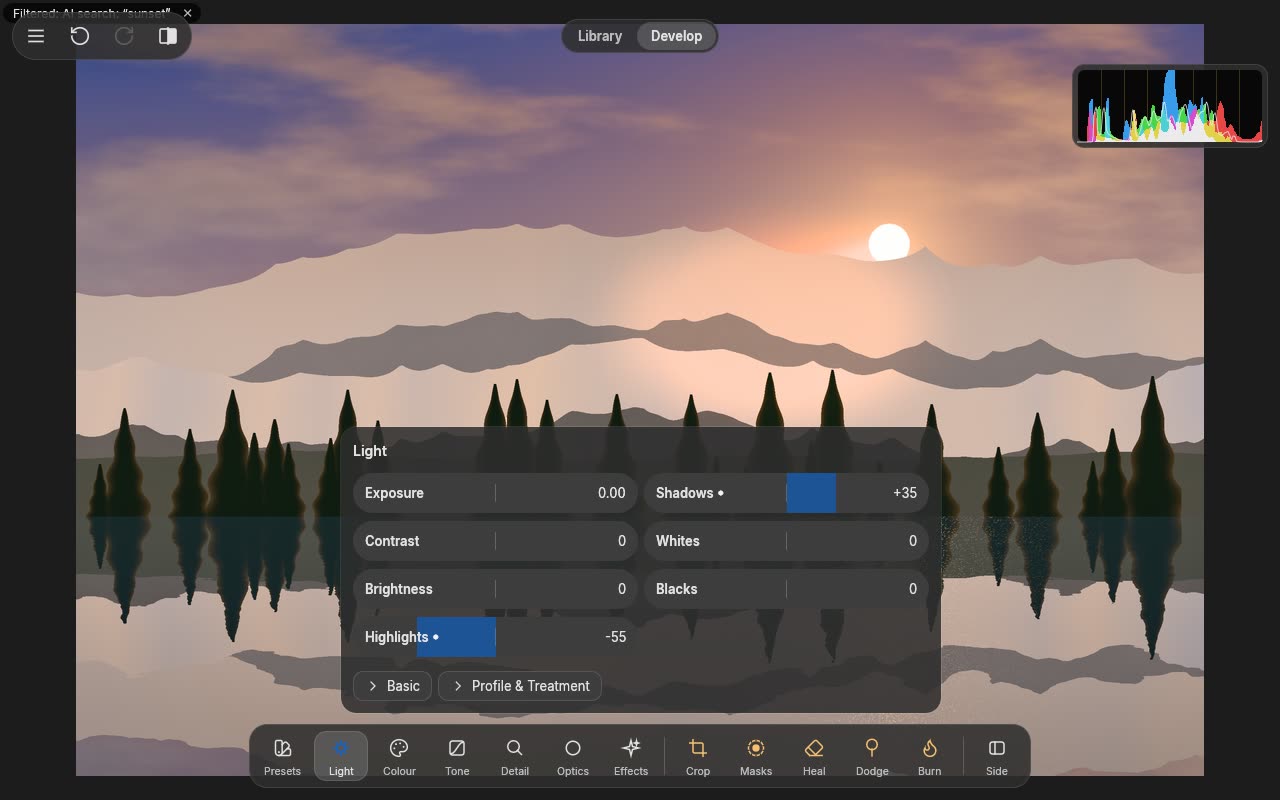 Filtered: AI search: “sunset” ✕
Library Develop
Light
Exposure 0.00
Shadows • +35
Contrast 0
Whites 0
Brightness 0
Blacks 0
Highlights • -55
Basic Profile & Treatment
Presets Light Colour Tone Detail Optics Effects Crop Masks Heal Dodge Burn Side